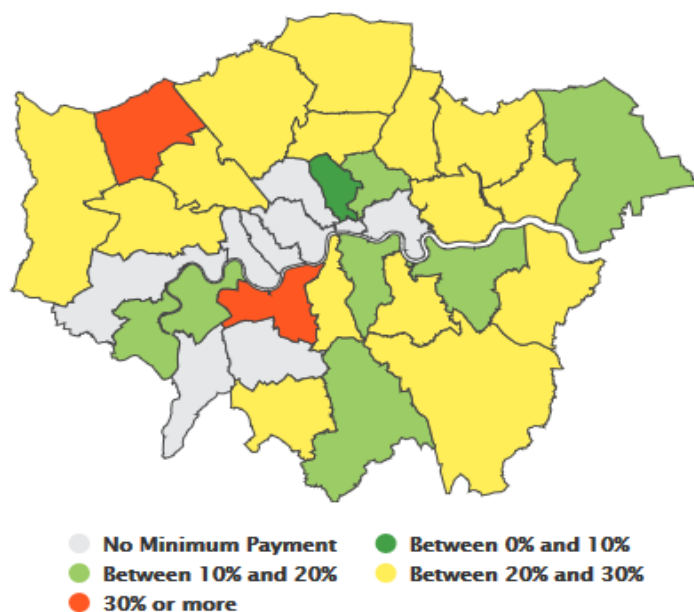 No Minimum Payment
Between 0% and 10%
Between 10% and 20%
Between 20% and 30%
30% or more